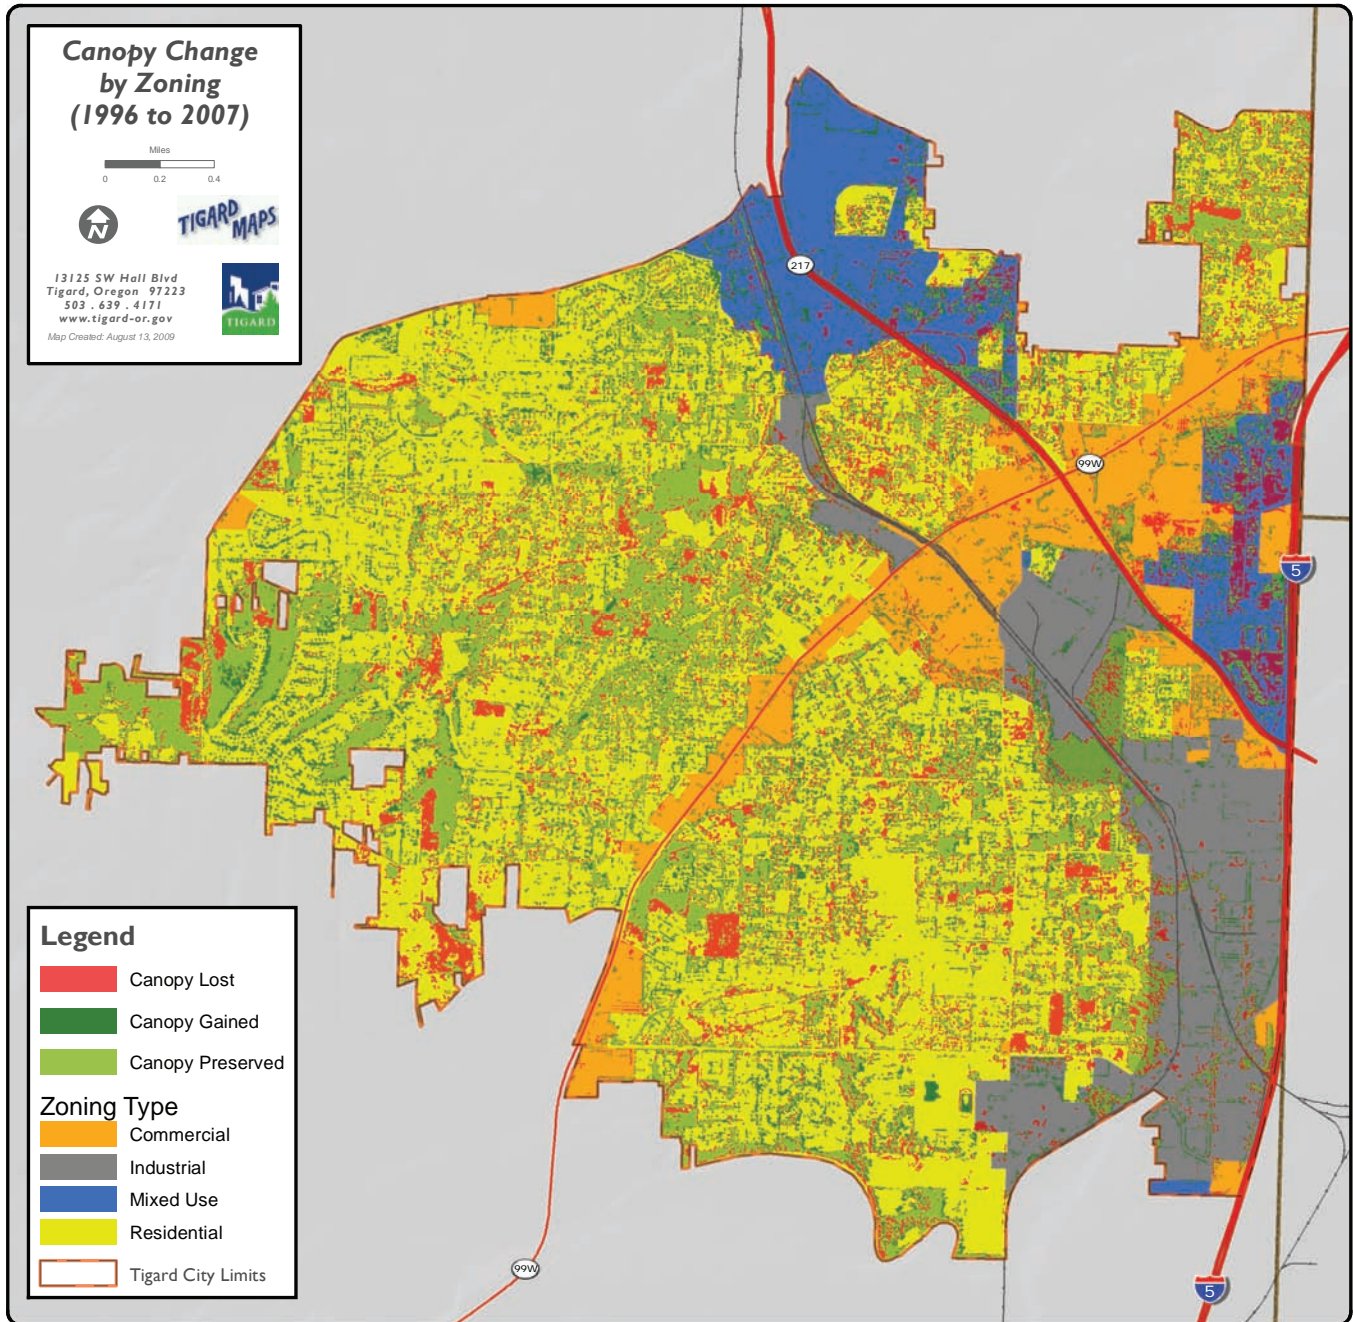 Canopy Change
by Zoning
(1996 to 2007)
Miles
0 0.2 0.4
N
TIGARD MAPS
13125 SW Hall Blvd
Tigard, Oregon 97223
503 . 639 . 4171
www.tigard-or.gov
TIGARD
Map Created: August 13, 2009
217
99W
5
Legend
Canopy Lost
Canopy Gained
Canopy Preserved
Zoning Type
Commercial
Industrial
Mixed Use
Residential
Tigard City Limits
99W
5